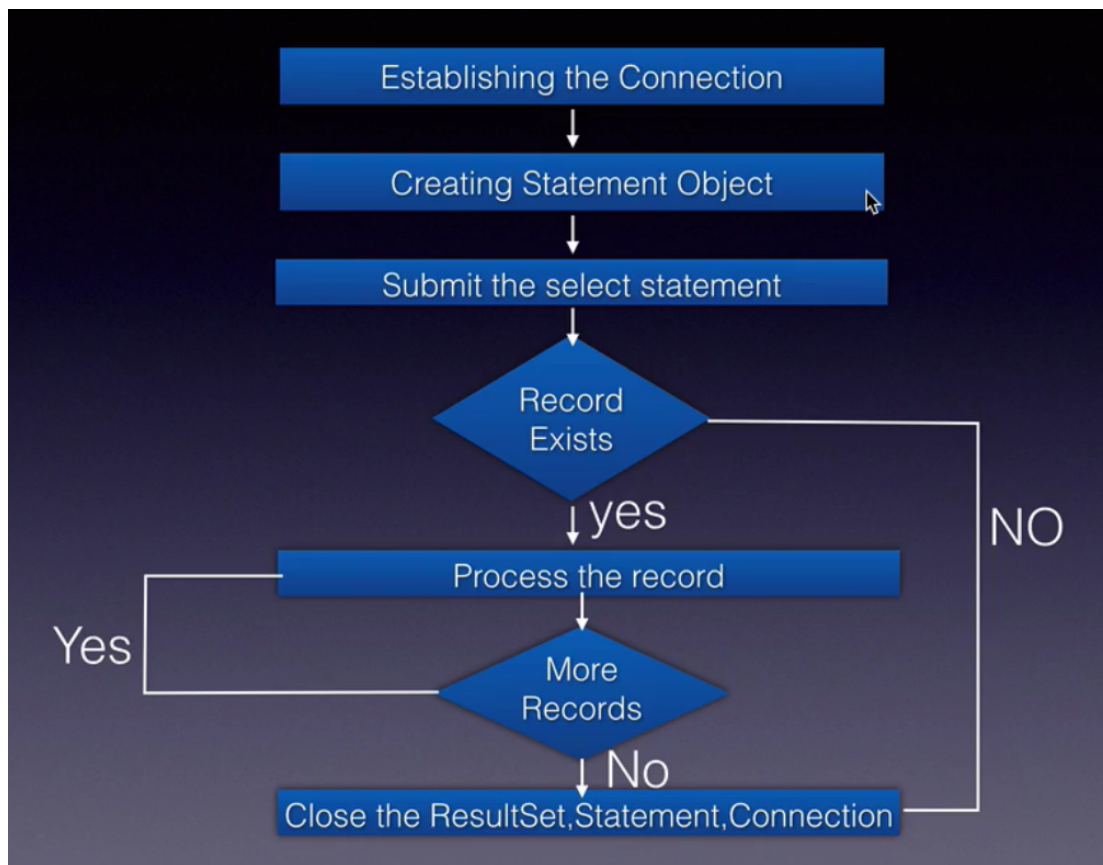 Establishing the Connection
Creating Statement Object
Submit the select statement
Record
Exists
yes
NO
Process the record
Yes
More
Records
No
Close the ResultSet,Statement,Connection